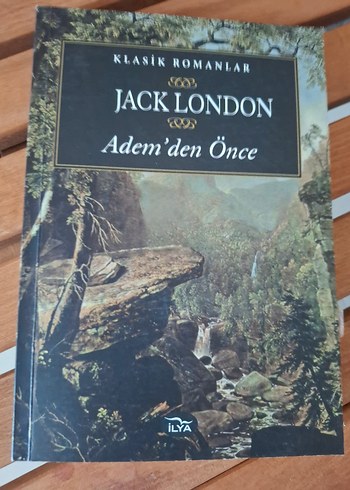 KLASİK ROMANLAR
JACK LONDON
Adem'den Önce
İLYA